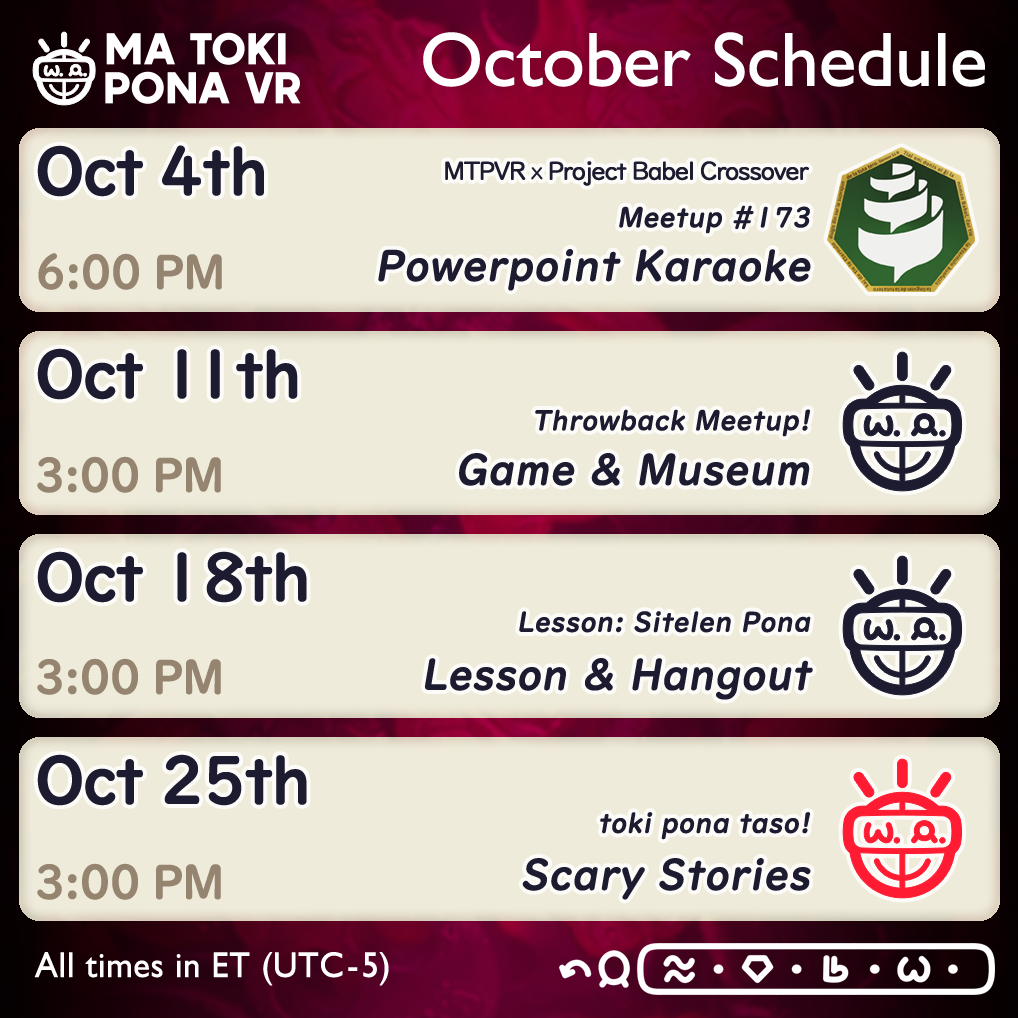 MA TOKI
PONA VR
October Schedule
Oct 4th
6:00 PM
MTPVR x Project Babel Crossover
Meetup #173
Powerpoint Karaoke
Oct 11th
3:00 PM
Throwback Meetup!
Game & Museum
Oct 18th
3:00 PM
Lesson: Sitelen Pona
Lesson & Hangout
Oct 25th
3:00 PM
toki pona taso!
Scary Stories
All times in ET (UTC-5)